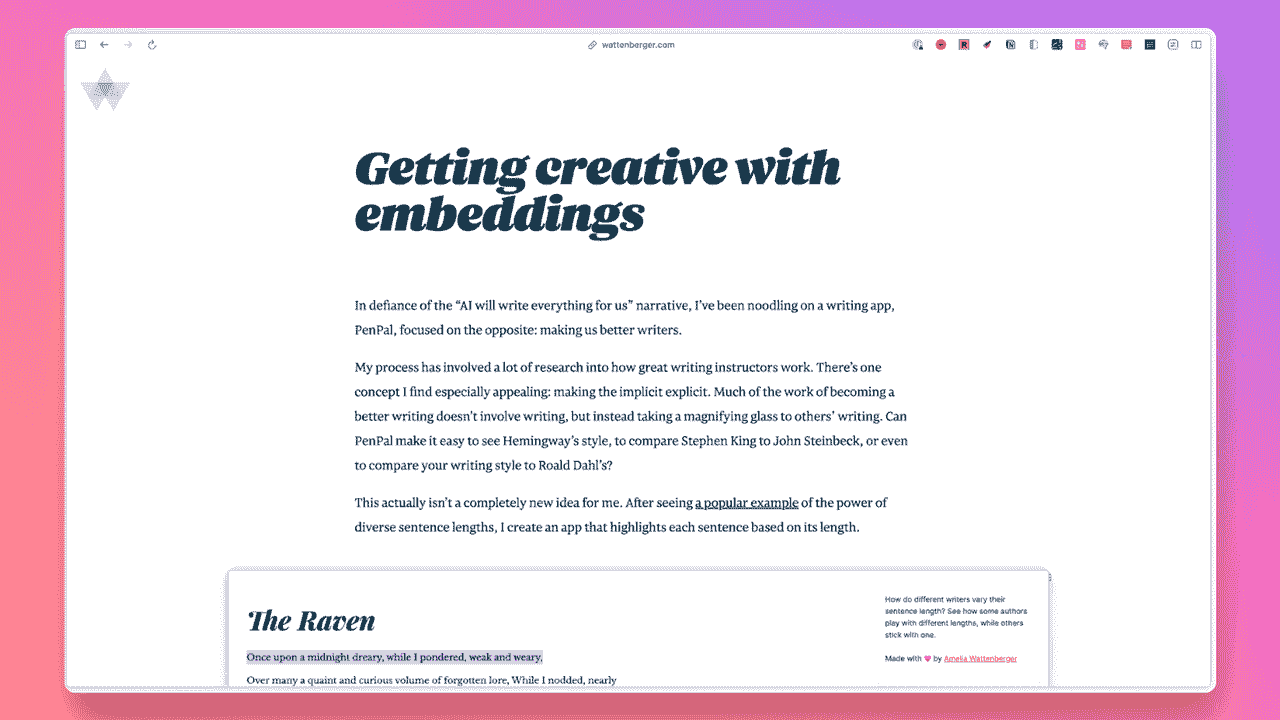 wattenberger.com
Getting creative with
embeddings
In defiance of the “AI will write everything for us” narrative, I’ve been noodling on a writing app,
PenPal, focused on the opposite: making us better writers.
My process has involved a lot of research into how great writing instructors work. There’s one
concept I find especially appealing: making the implicit explicit. Much of the work of becoming a
better writing doesn’t involve writing, but instead taking a magnifying glass to others’ writing. Can
PenPal make it easy to see Hemingway’s style, to compare Stephen King to John Steinbeck, or even
to compare your writing style to Roald Dahl’s?
This actually isn’t a completely new idea for me. After seeing a popular example of the power of
diverse sentence lengths, I create an app that highlights each sentence based on its length.
The Raven
Once upon a midnight dreary, while I pondered, weak and weary,
Over many a quaint and curious volume of forgotten lore, While I nodded, nearly
How do different writers vary their
sentence length? See how some authors
play with different lengths, while others
stick with one.
Made with 💗 by Amelia Wattenberger